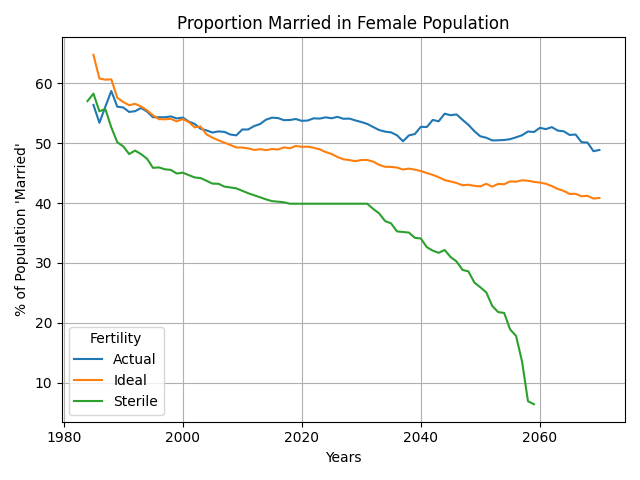 Proportion Married in Female Population
% of Population 'Married'
60
50
40
30
20
10
Fertility
Actual
Ideal
Sterile
1980
2000
2020
2040
2060
Years